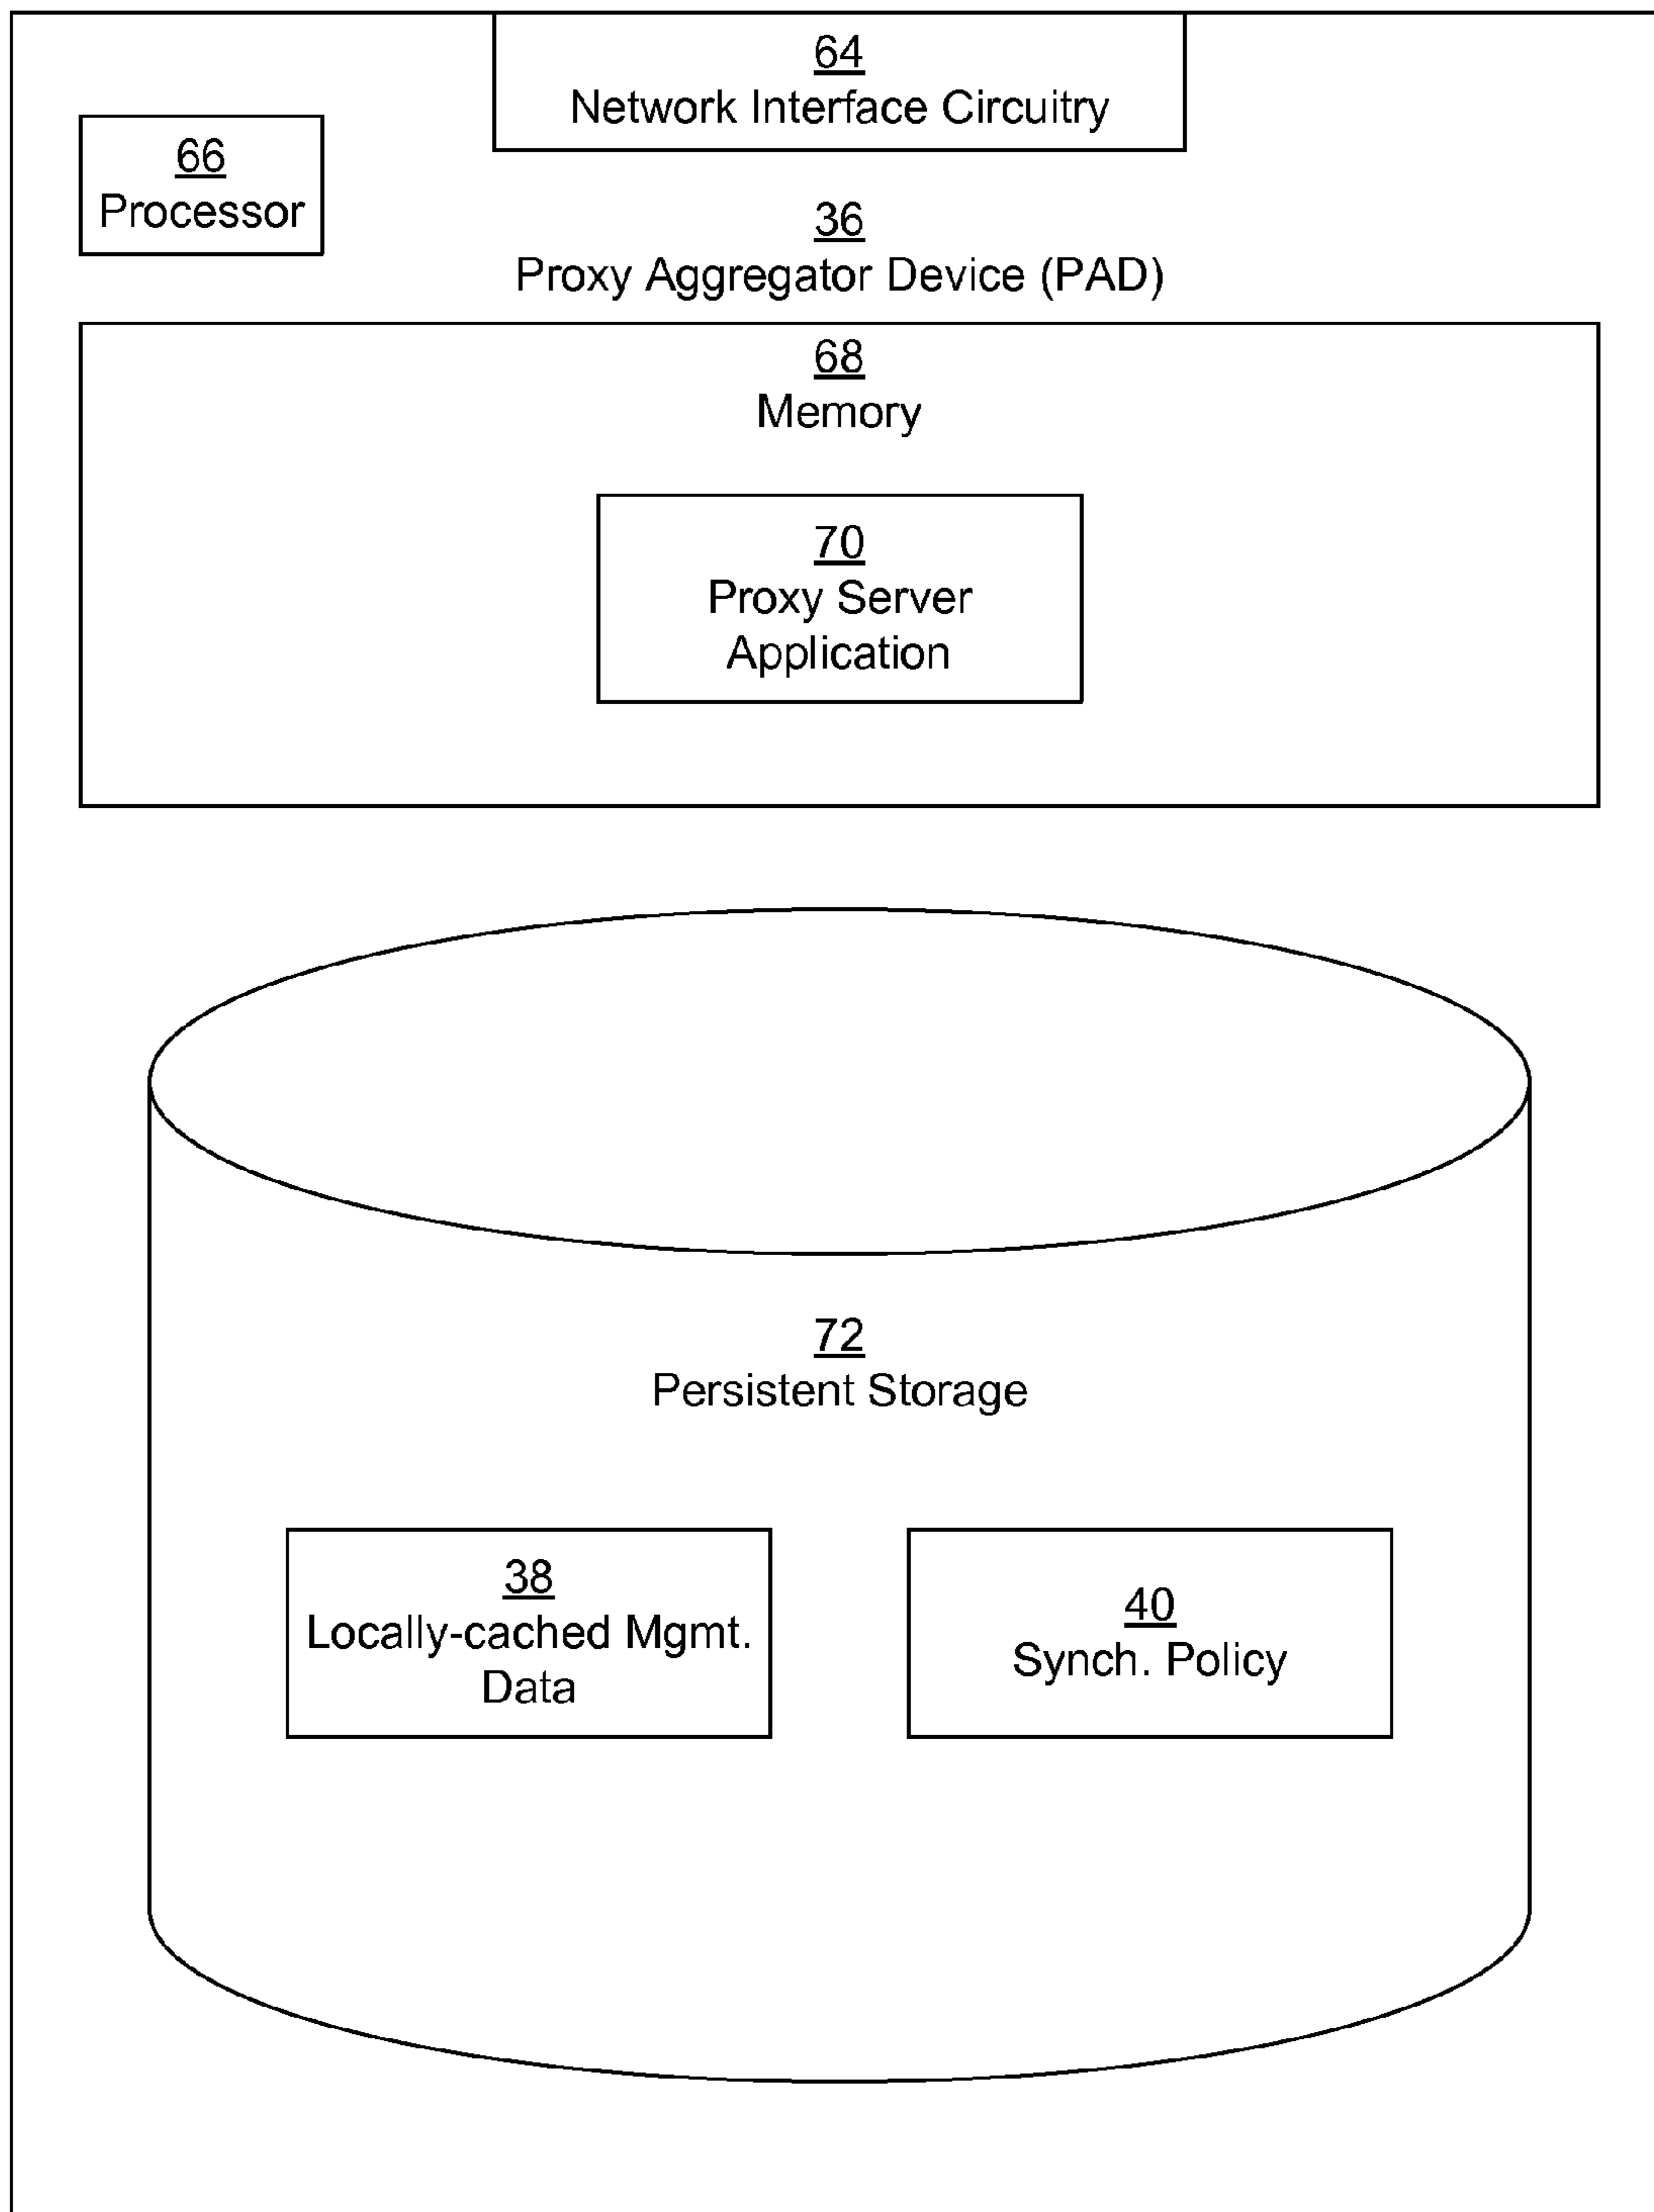 64
Network Interface Circuitry
66
Processor
36
Proxy Aggregator Device (PAD)
68
Memory
70
Proxy Server
Application
72
Persistent Storage
38
Locally-cached Mgmt.
Data
40
Synch. Policy